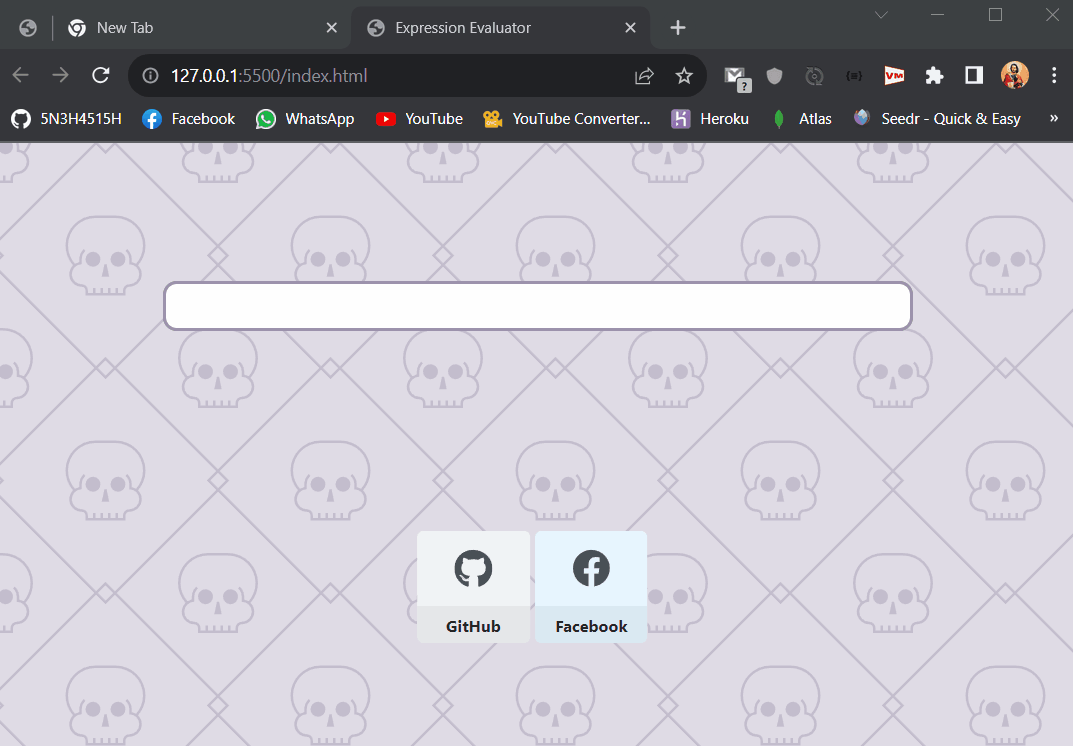 New Tab
Expression Evaluator
127.0.0.1:5500/index.html
?
VM
5N3H4515H
Facebook
WhatsApp
YouTube
YouTube Converter...
Heroku
Atlas
Seedr - Quick & Easy
»
GitHub
Facebook